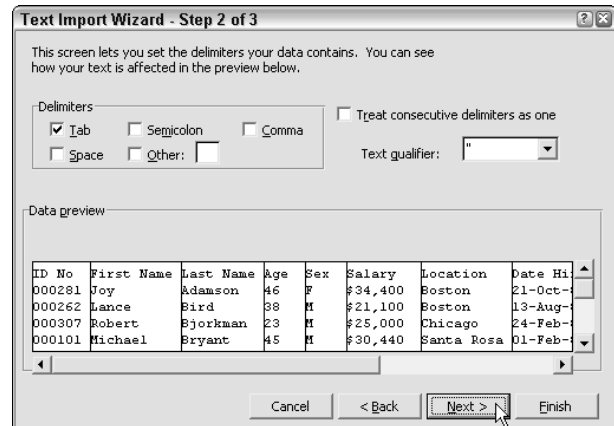 Text Import Wizard - Step 2 of 3
This screen lets you set the delimiters your data contains. You can see
how your text is affected in the preview below.
Delimiters
Tab Semicolon Comma
Space Other:
Treat consecutive delimiters as one
Text qualifier: "
Data preview
ID No First Name Last Name Age Sex Salary Location Date Hi
000281 Joy Adamson 46 F $34,400 Boston 21-Oct-
000262 Lance Bird 38 M $21,100 Boston 13-Aug-
000307 Robert Bjorkman 23 M $25,000 Chicago 24-Feb-
000101 Michael Bryant 45 M $30,440 Santa Rosa 01-Feb-
Cancel < Back Next > Finish